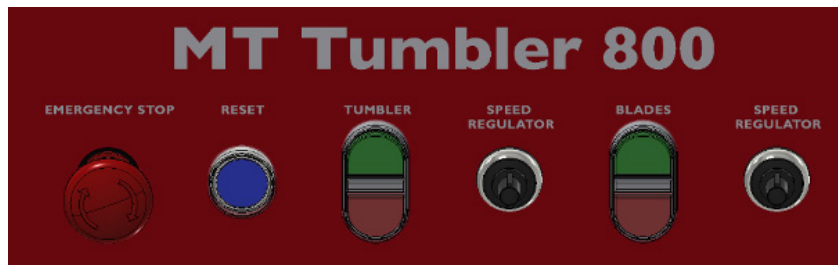 MT Tumbler 800
EMERGENCY STOP
RESET
TUMBLER
SPEED
REGULATOR
BLADES
SPEED
REGULATOR